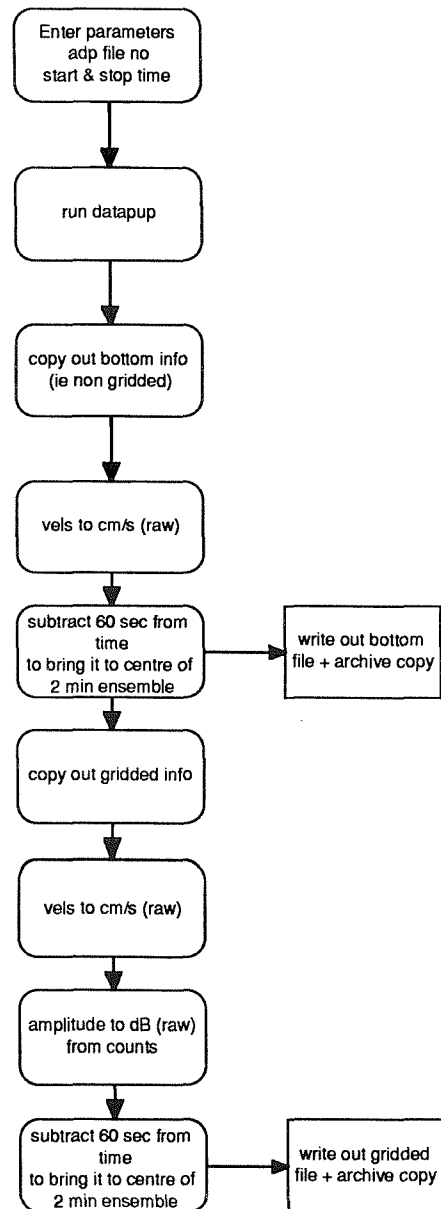 Enter parameters
adp file no
start & stop time
run datapup
copy out bottom info
(ie non gridded)
vels to cm/s (raw)
subtract 60 sec from
time
to bring it to centre of
2 min ensemble
write out bottom
file + archive copy
copy out gridded info
vels to cm/s (raw)
amplitude to dB (raw)
from counts
subtract 60 sec from
time
to bring it to centre of
2 min ensemble
write out gridded
file + archive copy